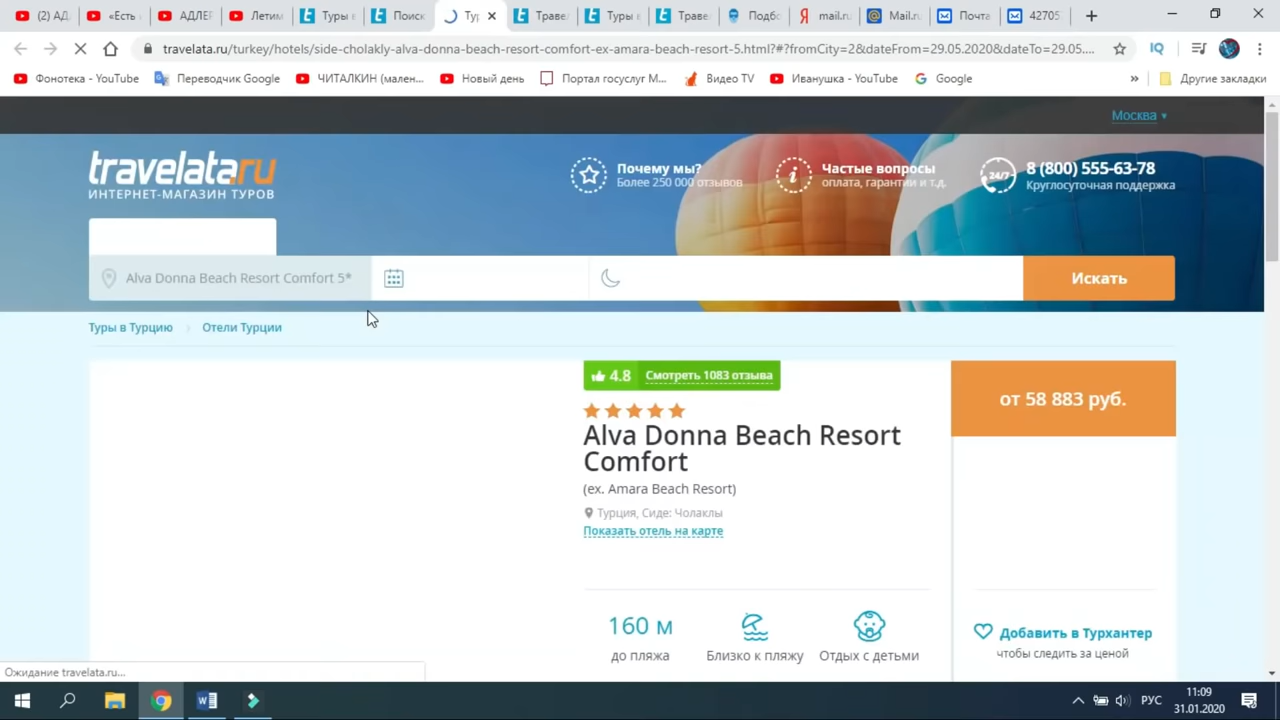 (2) АД
«Есть
АДЛЕР
Летим
Туры в
Поиск
Тур
Траве
Туры в
Траве
Подб
mail.ru
Mail.ru
Почта
42705
travelata.ru/turkey/hotels/side-cholakly-alva-donna-beach-resort-comfort-ex-amara-beach-resort-5.html?#?fromCity=2&dateFrom=29.05.2020&dateTo=29.05....
IQ
Фонотека - YouTube
Переводчик Google
ЧИТАЛКИН (мален...
Новый день
Портал госуслуг М...
Видео TV
Иванушка - YouTube
Google
»
Другие закладки
Москва
travelata.ru
ИНТЕРНЕТ-МАГАЗИН ТУРОВ
Почему мы?
Более 250 000 отзывов
Частые вопросы
оплата, гарантии и т.д.
24/7
8 (800) 555-63-78
Круглосуточная поддержка
Alva Donna Beach Resort Comfort 5*
Искать
Туры в Турцию
Отели Турции
4.8 Смотреть 1083 отзыва
от 58 883 руб.
Alva Donna Beach Resort
Comfort
(ex. Amara Beach Resort)
Турция, Сиде: Чолаклы
Показать отель на карте
160 м
до пляжа
Близко к пляжу
Отдых с детьми
Добавить в Турхантер
чтобы следить за ценой
Ожидание travelata.ru...
РУС
11:09
31.01.2020